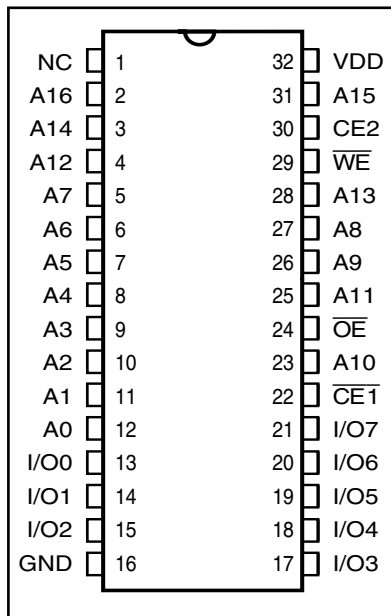 NC 1 32 VDD
A16 2 31 A15
A14 3 30 CE2
A12 4 29 W̅E̅
A7 5 28 A13
A6 6 27 A8
A5 7 26 A9
A4 8 25 A11
A3 9 24 O̅E̅
A2 10 23 A10
A1 11 22 C̅E̅1̅
A0 12 21 I/O7
I/O0 13 20 I/O6
I/O1 14 19 I/O5
I/O2 15 18 I/O4
GND 16 17 I/O3